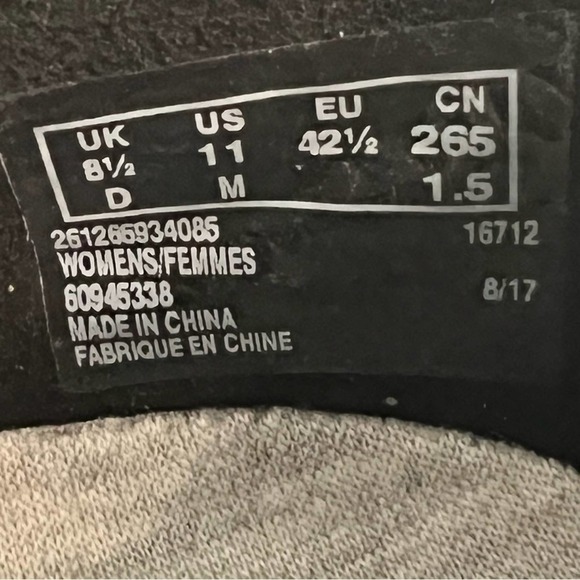 UK US EU CN
8½ 11 42½ 265
D M 1.5
261266934085 16712
WOMENS/FEMMES
60945338 8/17
MADE IN CHINA
FABRIQUE EN CHINE